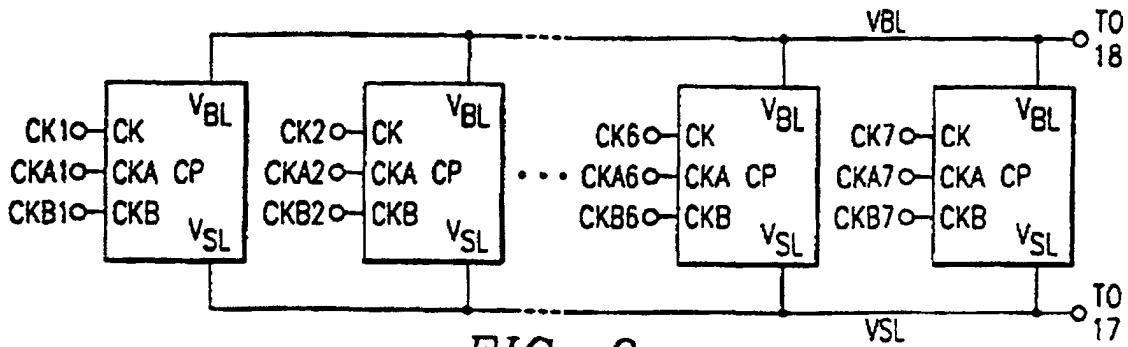 VBL
TO
18
VBL VBL VBL VBL
CK1 CK CK2 CK CK6 CK CK7 CK
CKA1 CKA CP CKA2 CKA CP ... CKA6 CKA CP CKA7 CKA CP
CKB1 CKB CKB2 CKB CKB6 CKB CKB7 CKB
VSL VSL VSL VSL
TO
17
VSL